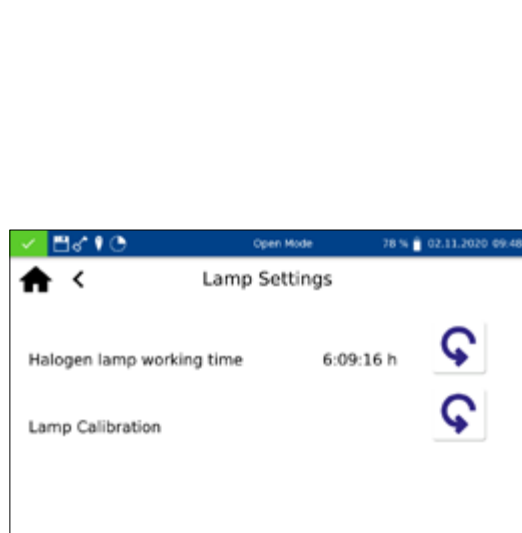 Open Mode 78 % 02.11.2020 09:48
Lamp Settings
Halogen lamp working time 6:09:16 h
Lamp Calibration